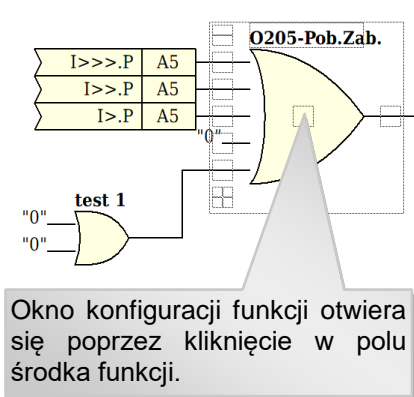 O205-Pob.Zab.
I>>>.P A5
I>>.P A5
I>.P A5
"0"
test 1
"0"
"0"
Okno konfiguracji funkcji otwiera
się poprzez kliknięcie w polu
środka funkcji.